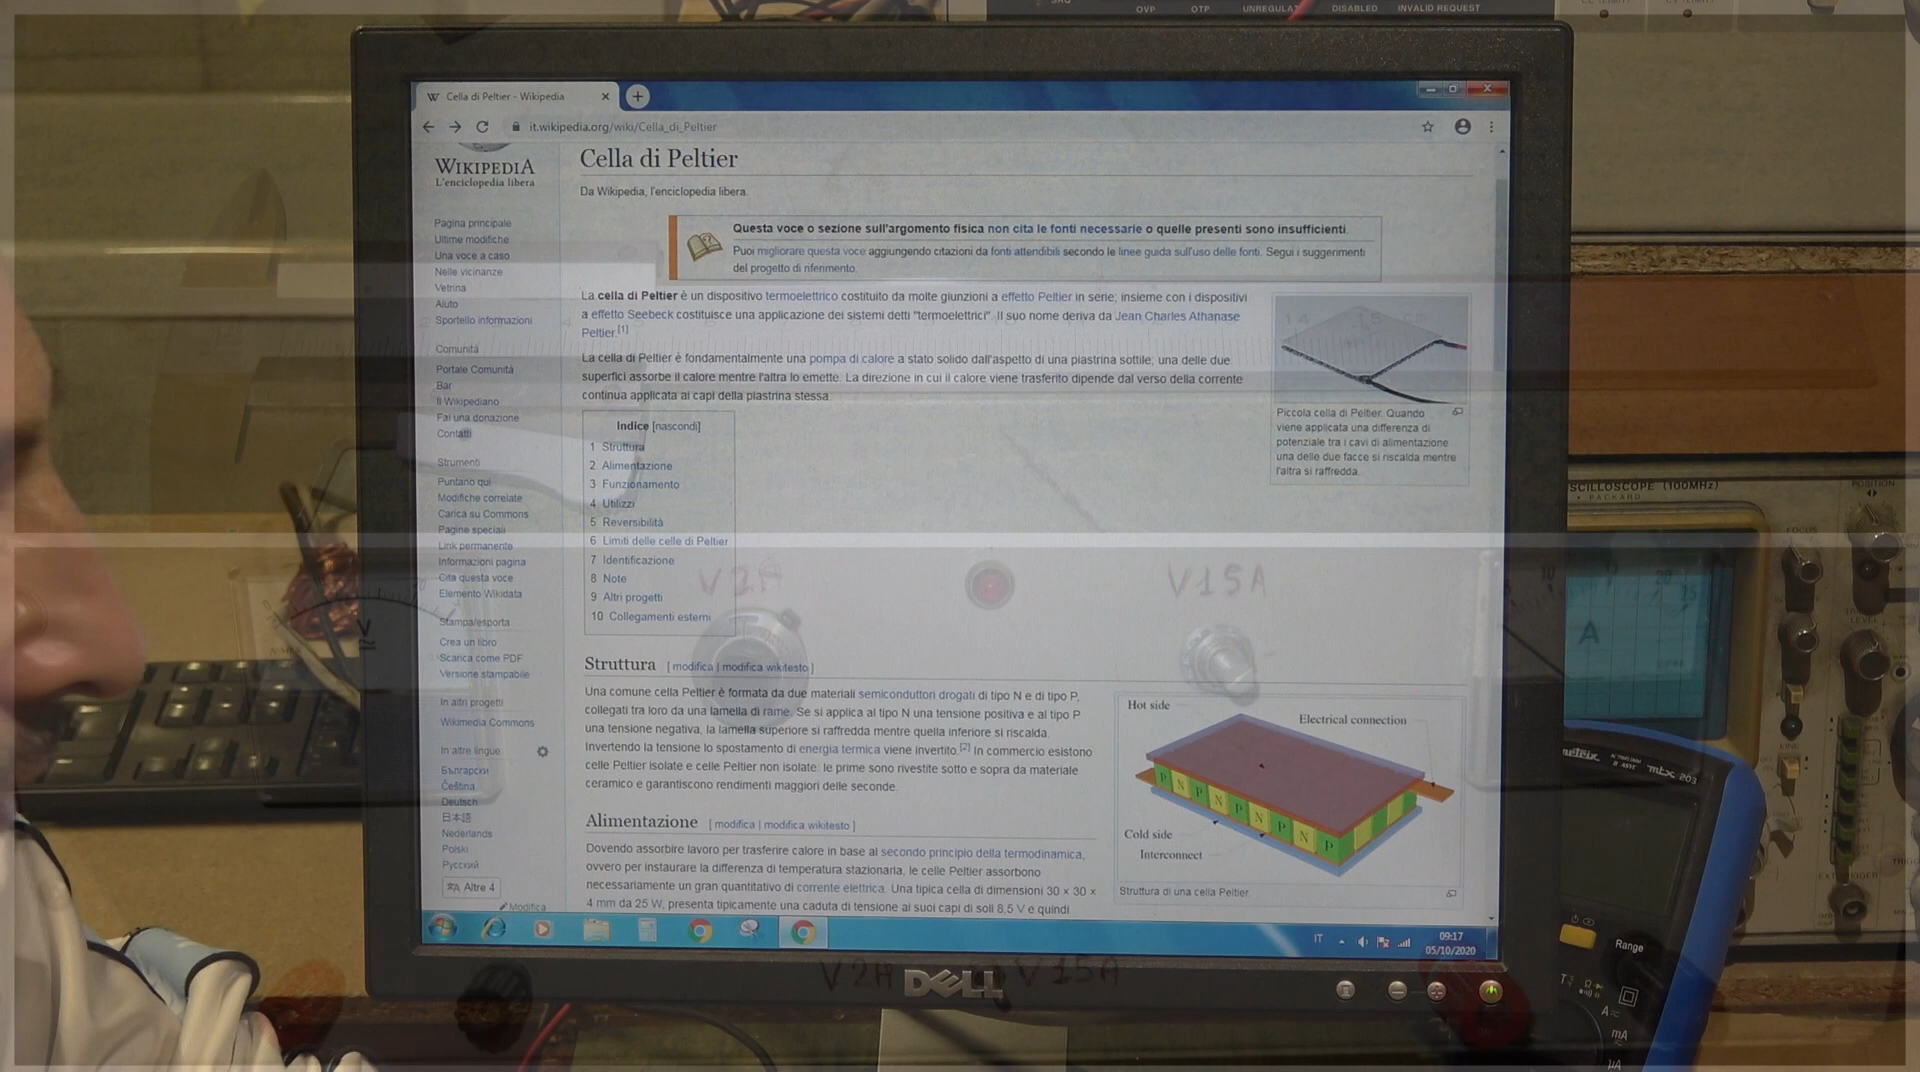 OVP OTP UNREGULAT DISABLED INVALID REQUEST
Cella di Peltier - Wikipedia
it.wikipedia.org/wiki/Cella_di_Peltier
WIKIPEDIA
L'enciclopedia libera
Pagina principale
Ultime modifiche
Una voce a caso
Nelle vicinanze
Vetrina
Aiuto
Sportello informazioni
Comunità
Portale Comunità
Bar
Il Wikipediano
Fai una donazione
Contatti
Strumenti
Puntano qui
Modifiche correlate
Carica su Commons
Pagine speciali
Link permanente
Informazioni pagina
Cita questa voce
Elemento Wikidata
Stampa/esporta
Crea un libro
Scarica come PDF
Versione stampabile
In altri progetti
Wikimedia Commons
In altre lingue
Български
Čeština
Deutsch
日本語
Nederlands
Polski
Русский
Altre 4
Modifica
Cella di Peltier
Da Wikipedia, l'enciclopedia libera.
Questa voce o sezione sull'argomento fisica non cita le fonti necessarie o quelle presenti sono insufficienti.
Puoi migliorare questa voce aggiungendo citazioni da fonti attendibili secondo le linee guida sull'uso delle fonti. Segui i suggerimenti
del progetto di riferimento.
La cella di Peltier è un dispositivo termoelettrico costituito da molte giunzioni a effetto Peltier in serie; insieme con i dispositivi
a effetto Seebeck costituisce una applicazione dei sistemi detti "termoelettrici". Il suo nome deriva da Jean Charles Athanase
Peltier.[1]
La cella di Peltier è fondamentalmente una pompa di calore a stato solido dall'aspetto di una piastrina sottile; una delle due
superfici assorbe il calore mentre l'altra lo emette. La direzione in cui il calore viene trasferito dipende dal verso della corrente
continua applicata ai capi della piastrina stessa.
14 15 cm
Piccola cella di Peltier. Quando
viene applicata una differenza di
potenziale tra i cavi di alimentazione
una delle due facce si riscalda mentre
l'altra si raffredda.
Indice [nascondi]
1 Struttura
2 Alimentazione
3 Funzionamento
4 Utilizzi
5 Reversibilità
6 Limiti delle celle di Peltier
7 Identificazione
8 Note
9 Altri progetti
10 Collegamenti esterni
V2A V15A
Struttura [ modifica | modifica wikitesto ]
Una comune cella Peltier è formata da due materiali semiconduttori drogati di tipo N e di tipo P,
collegati tra loro da una lamella di rame. Se si applica al tipo N una tensione positiva e al tipo P
una tensione negativa, la lamella superiore si raffredda mentre quella inferiore si riscalda.
Invertendo la tensione lo spostamento di energia termica viene invertito.[2] In commercio esistono
celle Peltier isolate e celle Peltier non isolate: le prime sono rivestite sotto e sopra da materiale
ceramico e garantiscono rendimenti maggiori delle seconde.
Hot side
Electrical connection
P N P N P N P N P
Cold side
Interconnect
Struttura di una cella Peltier.
Alimentazione [ modifica | modifica wikitesto ]
Dovendo assorbire lavoro per trasferire calore in base al secondo principio della termodinamica,
ovvero per instaurare la differenza di temperatura stazionaria, le celle Peltier assorbono
necessariamente un gran quantitativo di corrente elettrica. Una tipica cella di dimensioni 30 × 30 ×
4 mm da 25 W, presenta tipicamente una caduta di tensione ai suoi capi di soli 8,5 V e quindi
IT
09:17
05/10/2020
V2A DELL V15A
SCILLOSCOPE (100MHz)
PACKARD
POSITION
FOCUS
A
metrix
mtx 203
Range
A
mA
µA